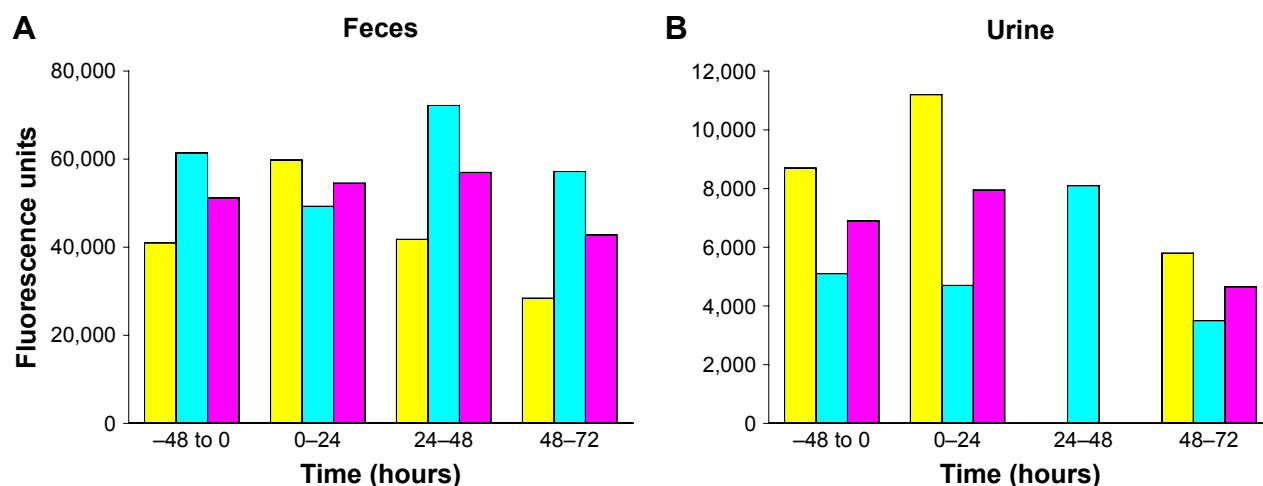 A
Feces
Fluorescence units
80,000
60,000
40,000
20,000
0
–48 to 0
0–24
24–48
48–72
Time (hours)
B
Urine
12,000
10,000
8,000
6,000
4,000
2,000
0
–48 to 0
0–24
24–48
48–72
Time (hours)